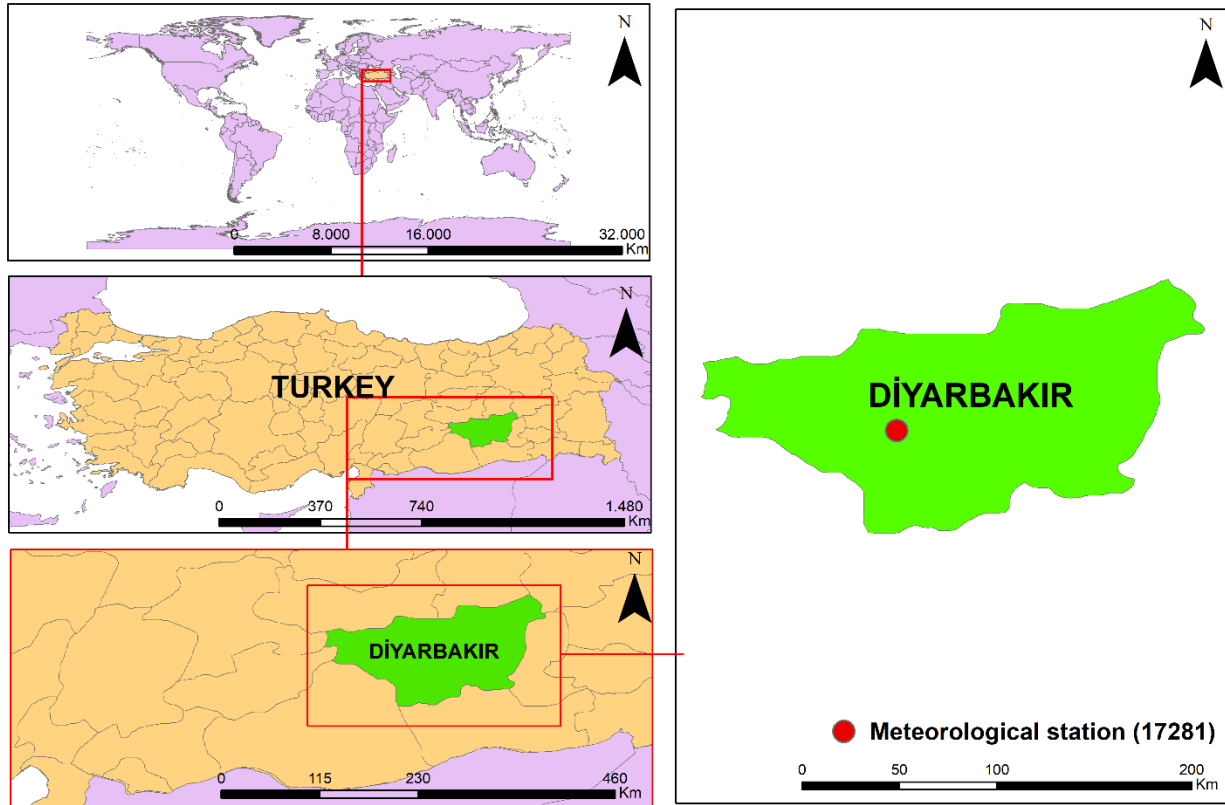 N
0 8.000 16.000 32.000
Km
N
TURKEY
0 370 740 1.480
Km
N
DİYARBAKIR
0 115 230 460
Km
N
DİYARBAKIR
Meteorological station (17281)
0 50 100 200
Km